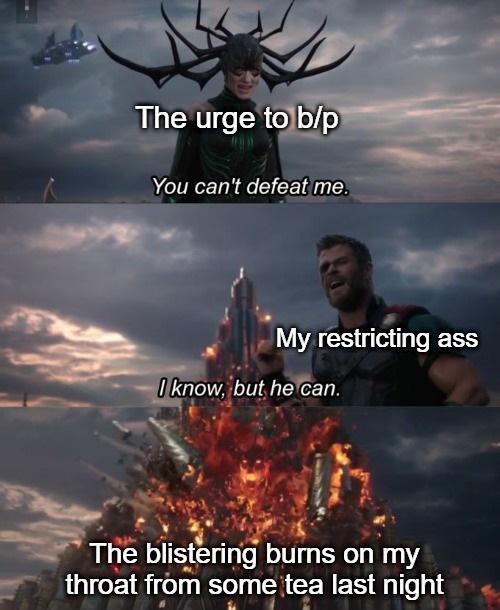 The urge to b/p
You can't defeat me.
My restricting ass
I know, but he can.
The blistering burns on my
throat from some tea last night